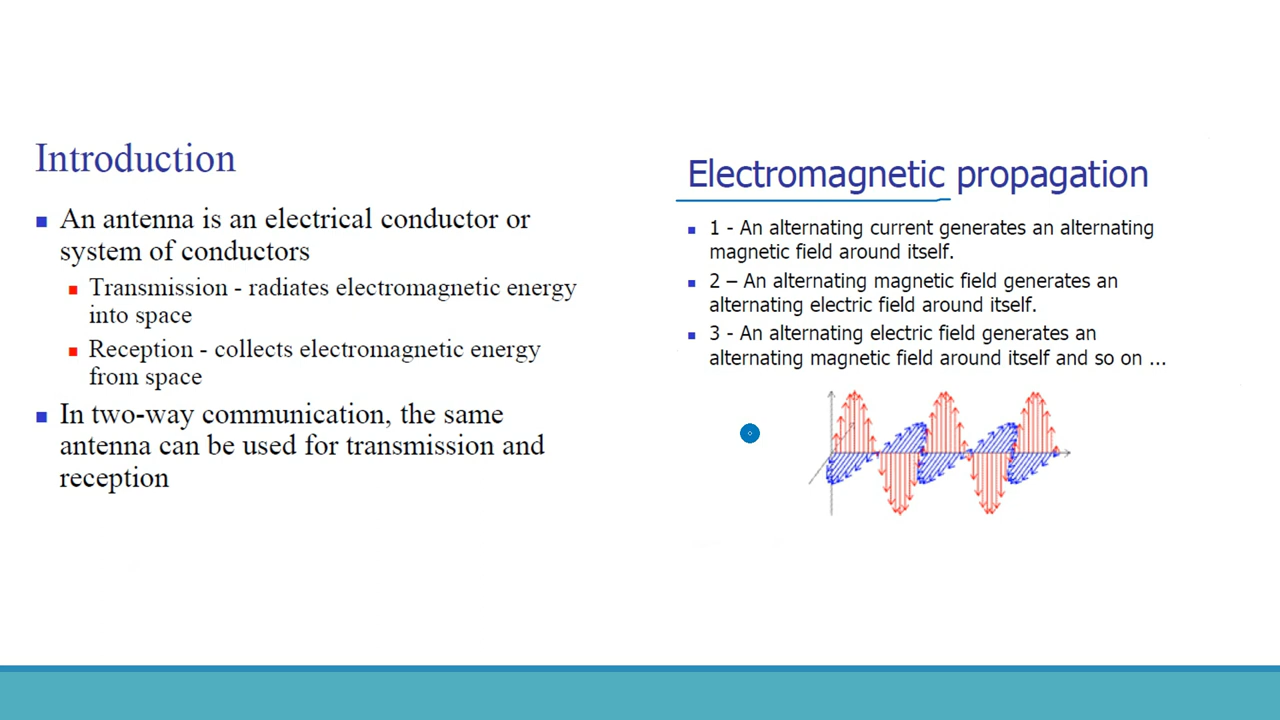 Introduction
An antenna is an electrical conductor or
system of conductors
Transmission - radiates electromagnetic energy
into space
Reception - collects electromagnetic energy
from space
In two-way communication, the same
antenna can be used for transmission and
reception
Electromagnetic propagation
1 - An alternating current generates an alternating
magnetic field around itself.
2 – An alternating magnetic field generates an
alternating electric field around itself.
3 - An alternating electric field generates an
alternating magnetic field around itself and so on ...